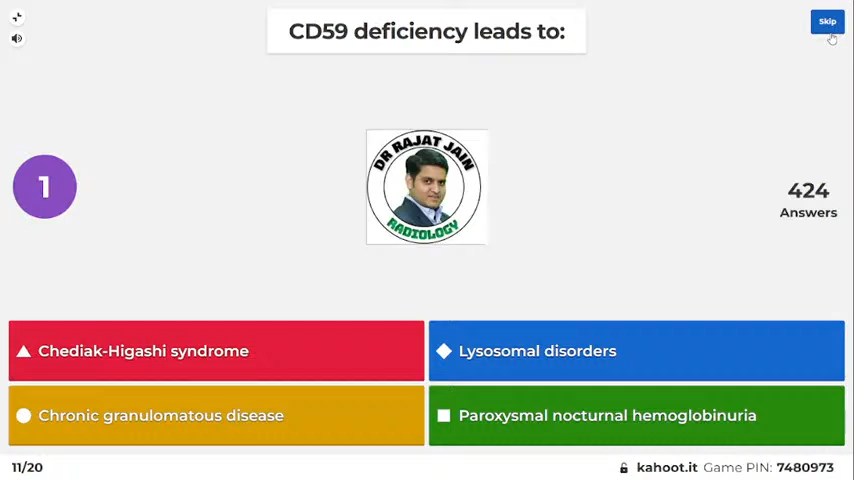 CD59 deficiency leads to:
Skip
DR RAJAT JAIN
RADIOLOGY
1
424
Answers
Chediak-Higashi syndrome
Lysosomal disorders
Chronic granulomatous disease
Paroxysmal nocturnal hemoglobinuria
11/20
kahoot.it Game PIN: 7480973